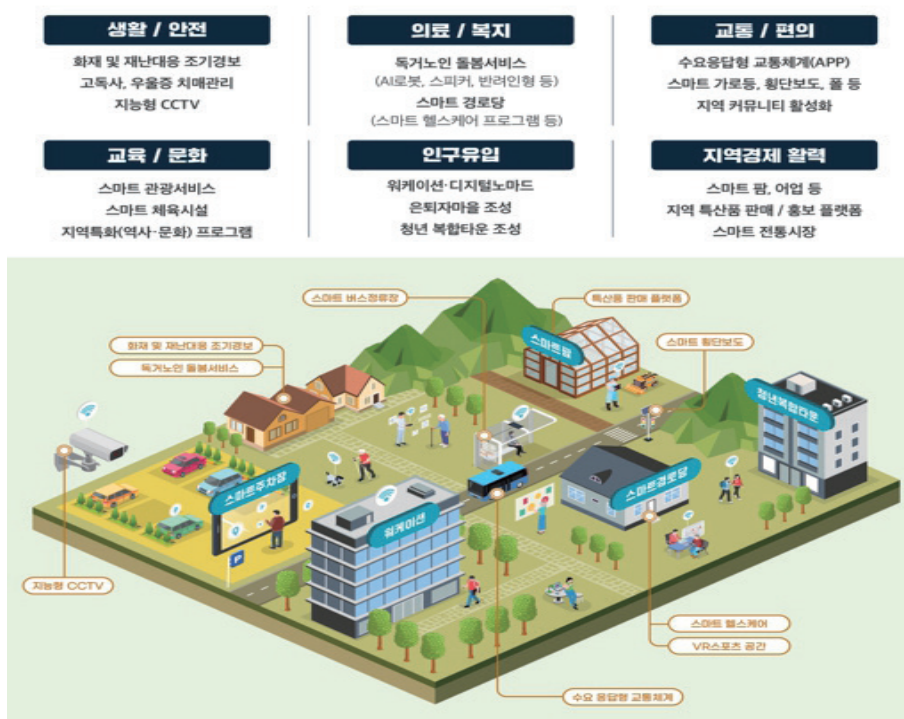 생활 / 안전
화재 및 재난대응 조기경보
고독사, 우울증 치매관리
지능형 CCTV
의료 / 복지
독거노인 돌봄서비스
(AI로봇, 스피커, 반려인형 등)
스마트 경로당
(스마트 헬스케어 프로그램 등)
교통 / 편의
수요응답형 교통체계(APP)
스마트 가로등, 횡단보도, 폴 등
지역 커뮤니티 활성화
교육 / 문화
스마트 관광서비스
스마트 체육시설
지역특화(역사·문화) 프로그램
인구유입
워케이션·디지털노마드
은퇴자마을 조성
청년 복합타운 조성
지역경제 활력
스마트 팜, 어업 등
지역 특산품 판매 / 홍보 플랫폼
스마트 전통시장
스마트 버스정류장
특산품 판매 플랫폼
화재 및 재난대응 조기경보
독거노인 돌봄서비스
스마트팜
스마트 횡단보도
청년복합타운
스마트주차장
스마트경로당
워케이션
P
지능형 CCTV
스마트 헬스케어
VR스포츠 공간
수요 응답형 교통체계